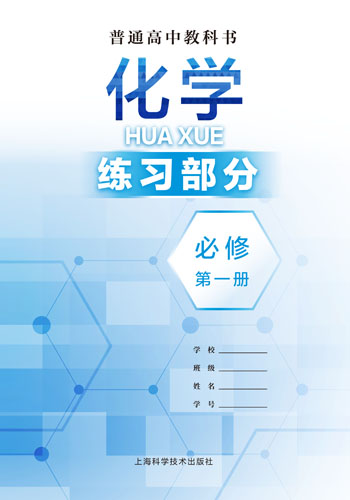 普通高中教科书
化学
HUA XUE
练习部分
必修
第一册
学校
班级
姓名
学号
上海科学技术出版社